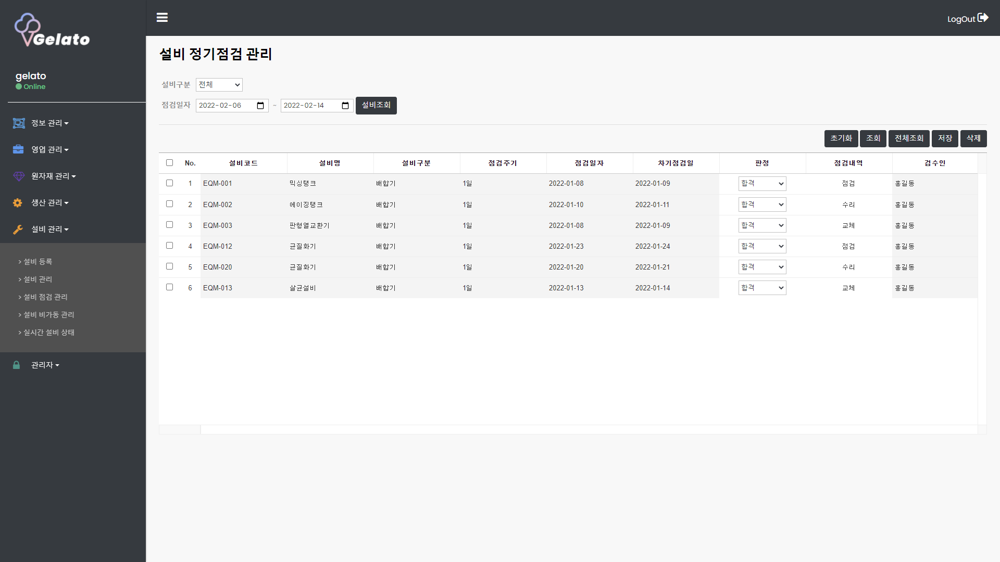 Gelato
LogOut
gelato
Online
정보 관리
영업 관리
원자재 관리
생산 관리
설비 관리
> 설비 등록
> 설비 관리
> 설비 점검 관리
> 설비 비가동 관리
> 실시간 설비 상태
관리자
설비 정기점검 관리
설비구분 전체
점검일자 2022-02-06 ~ 2022-02-14 설비조회
초기화 조회 전체조회 저장 삭제
No. 설비코드 설비명 설비구분 점검주기 점검일자 차기점검일 판정 점검내역 검수인
1 EQM-001 믹싱탱크 배합기 1일 2022-01-08 2022-01-09 합격 점검 홍길동
2 EQM-002 에이징탱크 배합기 1일 2022-01-10 2022-01-11 합격 수리 홍길동
3 EQM-003 판형열교환기 배합기 1일 2022-01-08 2022-01-09 합격 교체 홍길동
4 EQM-012 균질화기 배합기 1일 2022-01-23 2022-01-24 합격 점검 홍길동
5 EQM-020 균질화기 배합기 1일 2022-01-20 2022-01-21 합격 수리 홍길동
6 EQM-013 살균설비 배합기 1일 2022-01-13 2022-01-14 합격 교체 홍길동